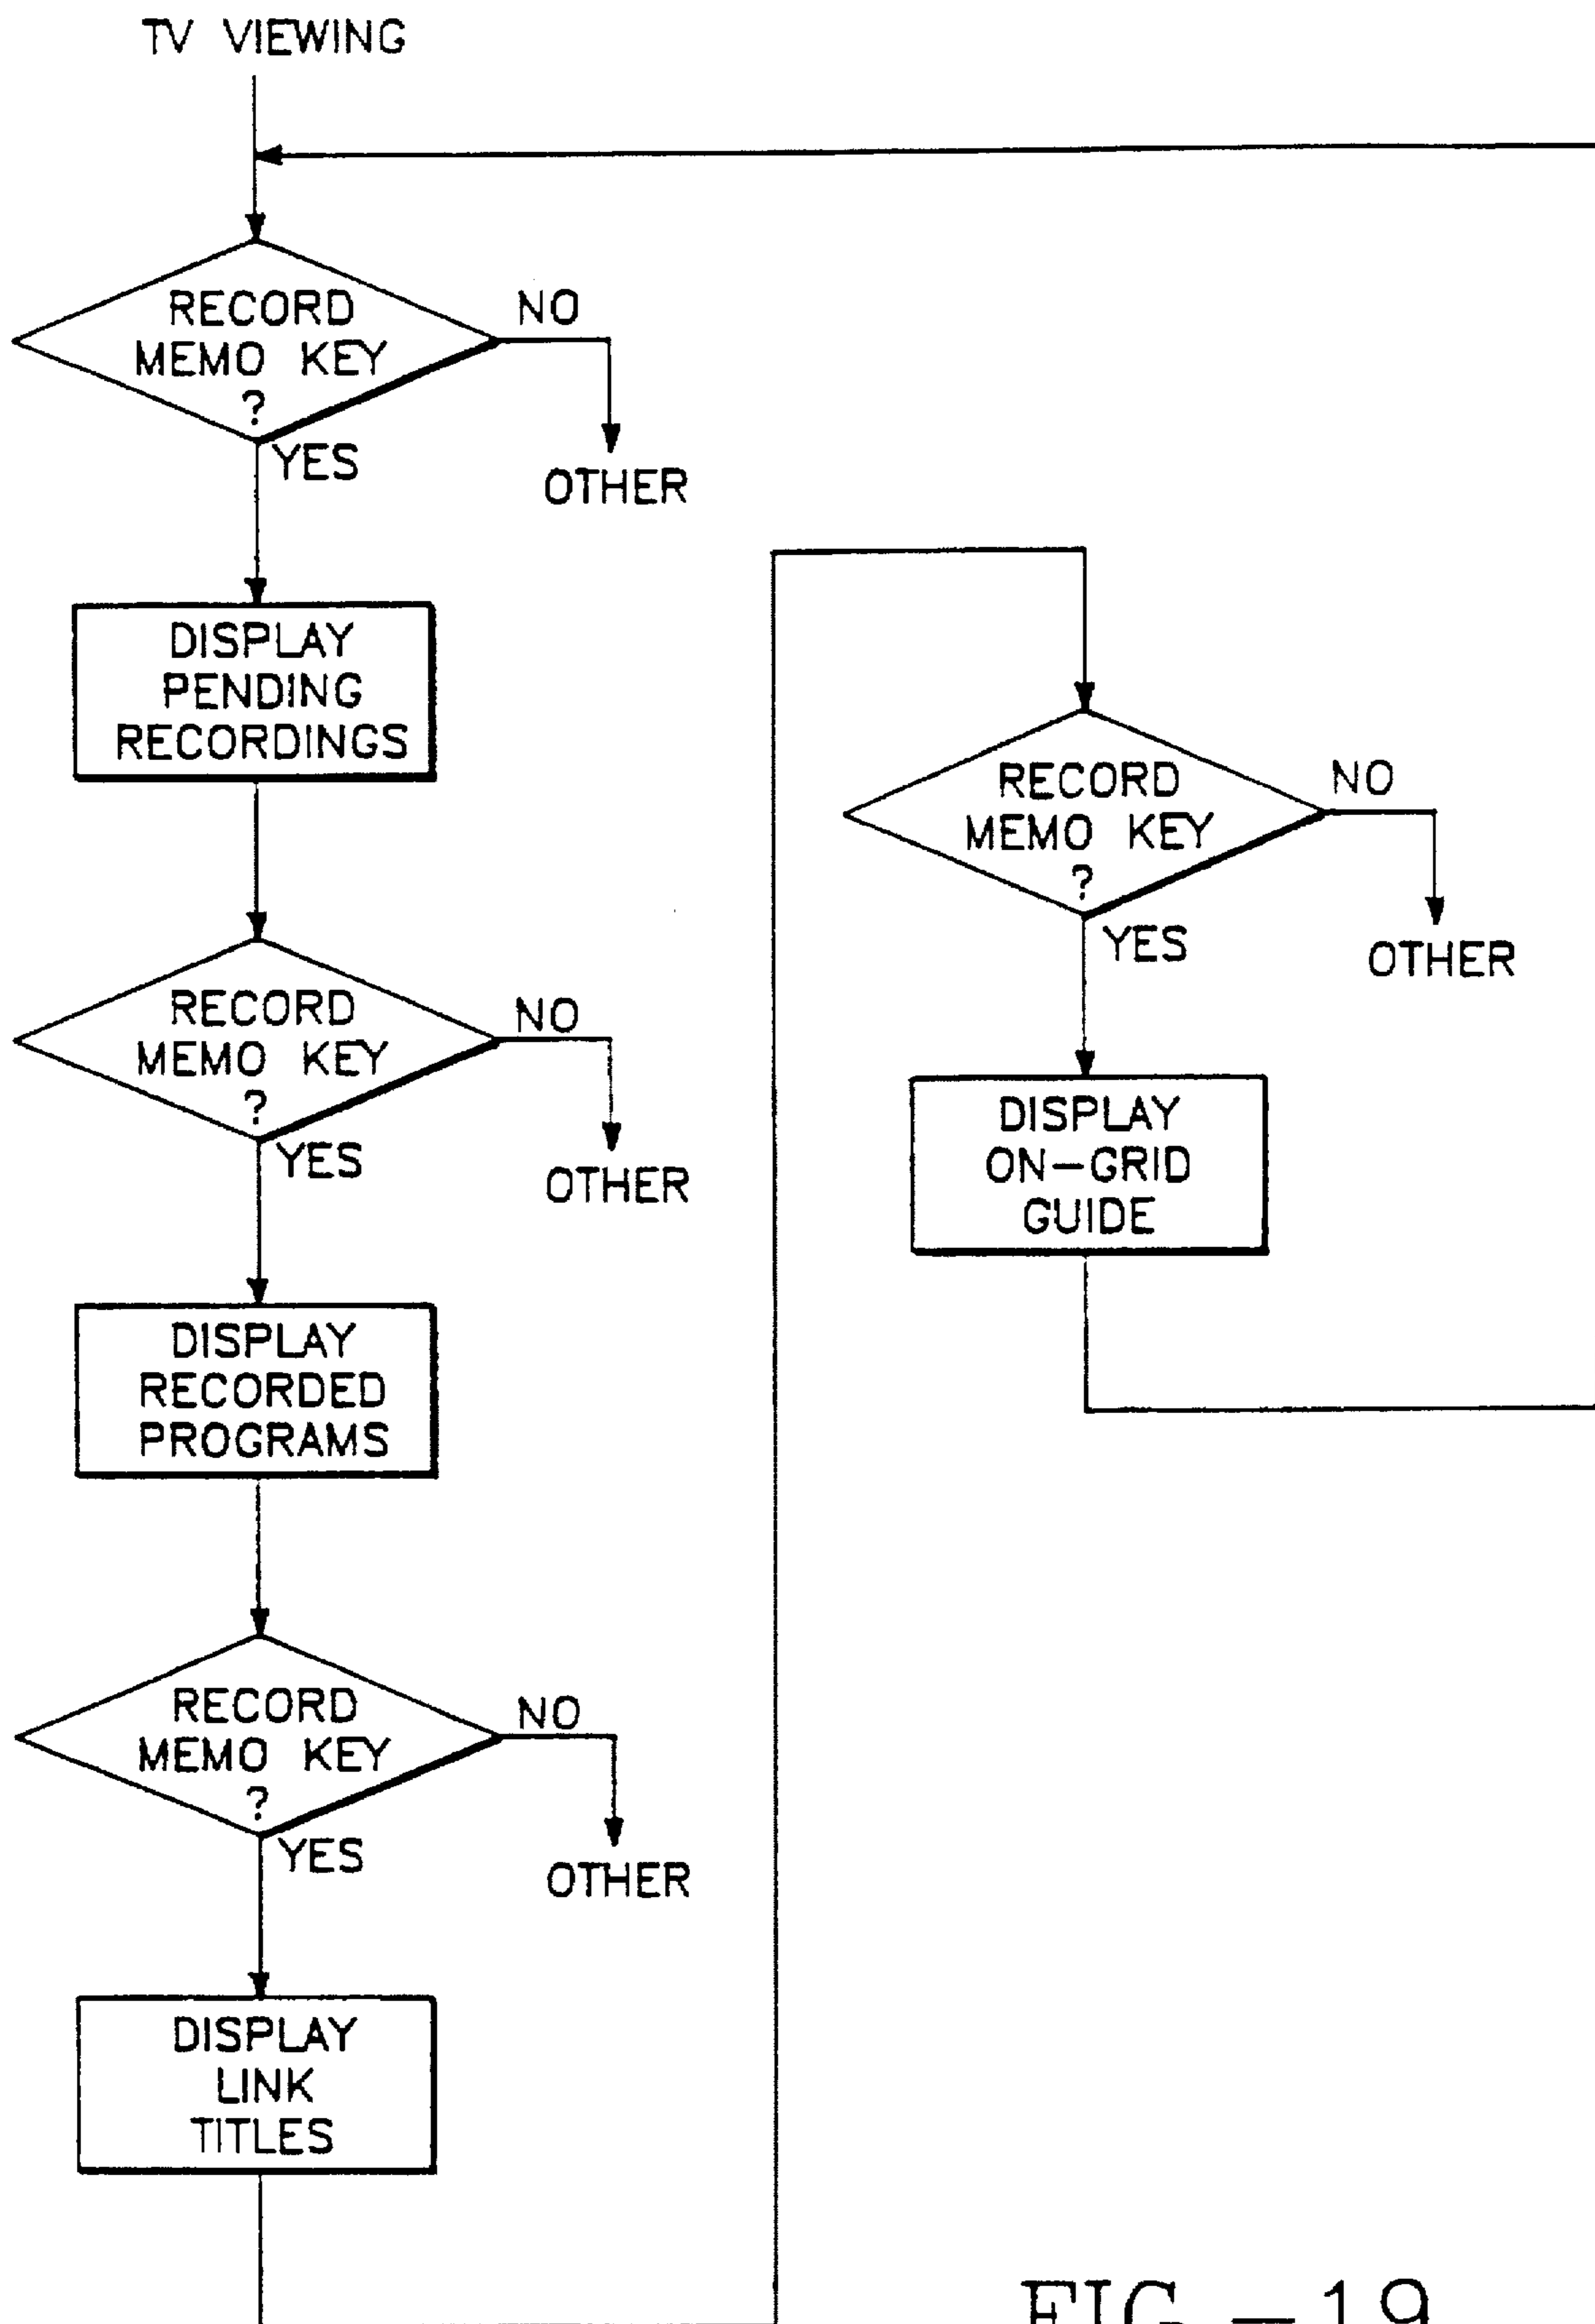 TV VIEWING
RECORD
MEMO KEY
?
NO
YES
OTHER
DISPLAY
PENDING
RECORDINGS
RECORD
MEMO KEY
?
NO
YES
OTHER
DISPLAY
RECORDED
PROGRAMS
RECORD
MEMO KEY
?
NO
YES
OTHER
DISPLAY
LINK
TITLES
RECORD
MEMO KEY
?
NO
YES
OTHER
DISPLAY
ON-GRID
GUIDE
FIG.-19